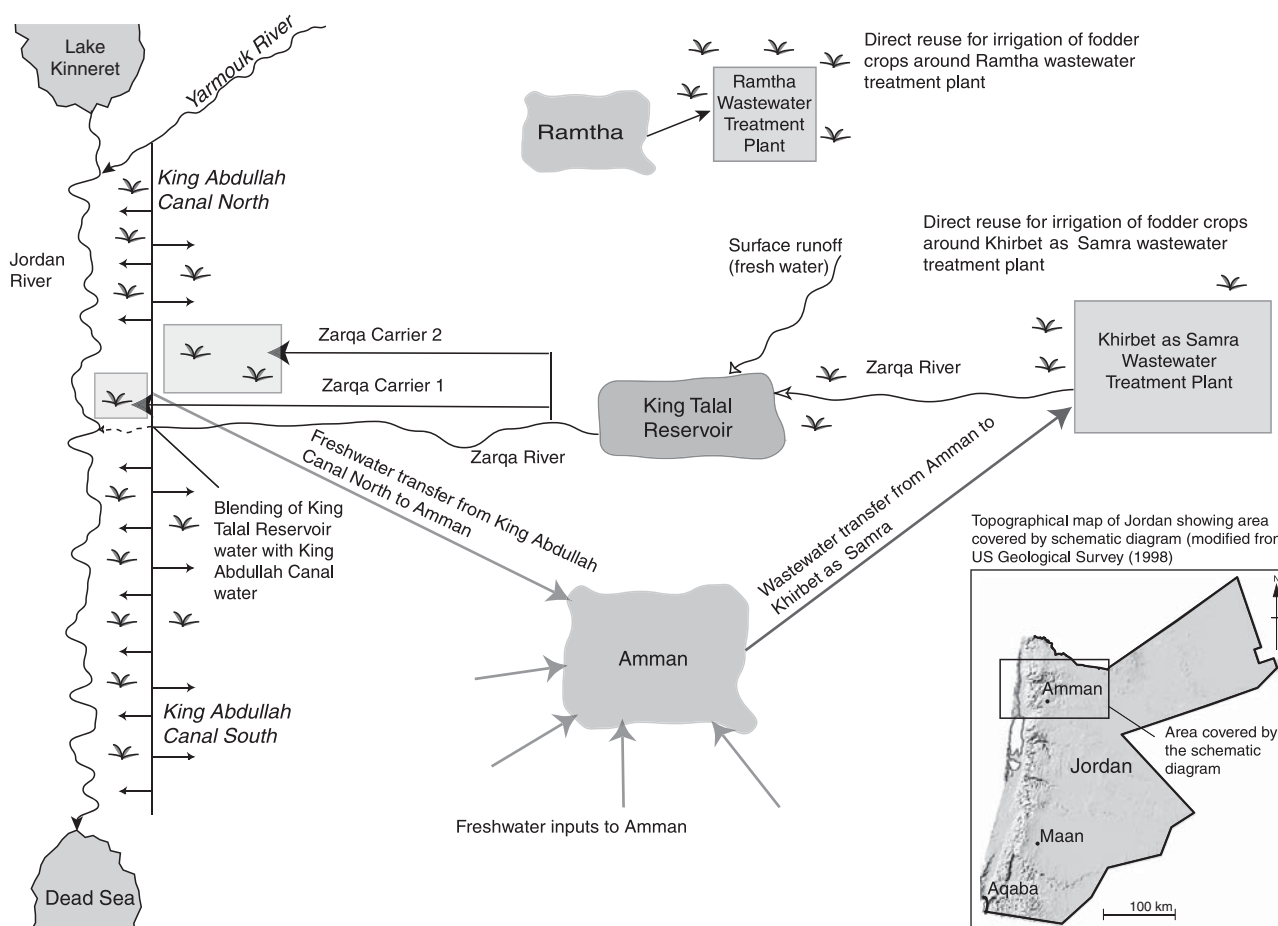 Lake
Kinneret
Yarmouk River
Direct reuse for irrigation of fodder
crops around Ramtha wastewater
treatment plant
Ramtha
Wastewater
Treatment
Plant
Ramtha
King Abdullah
Canal North
Jordan
River
Surface runoff
(fresh water)
Direct reuse for irrigation of fodder crops
around Khirbet as Samra wastewater
treatment plant
Zarqa Carrier 2
Zarqa Carrier 1
Zarqa River
Khirbet as Samra
Wastewater
Treatment Plant
King Talal
Reservoir
Zarqa River
Freshwater transfer from King Abdullah
Canal North to Amman
Wastewater transfer from Amman to
Khirbet as Samra
Blending of King
Talal Reservoir
water with King
Abdullah Canal
water
Amman
King Abdullah
Canal South
Freshwater inputs to Amman
Dead Sea
Topographical map of Jordan showing area
covered by schematic diagram (modified from
US Geological Survey (1998)
N
Amman
Area covered by
the schematic
diagram
Jordan
Maan
Aqaba
100 km